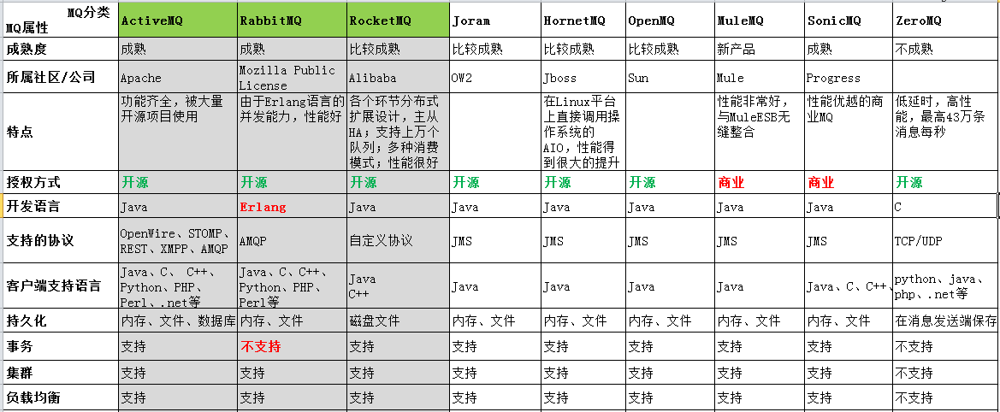 MQ分类
MQ属性 ActiveMQ RabbitMQ RocketMQ Joram HornetMQ OpenMQ MuleMQ SonicMQ ZeroMQ
成熟度 成熟 成熟 比较成熟 比较成熟 比较成熟 比较成熟 新产品 成熟 不成熟
所属社区/公司 Apache Mozilla Public License Alibaba OW2 Jboss Sun Mule Progress
特点
功能齐全，被大量
开源项目使用
由于Erlang语言的
并发能力，性能好
各个环节分布式
扩展设计，主从
HA；支持上万个
队列；多种消费
模式；性能很好
在Linux平台
上直接调用操
作系统的
AIO，性能得
到很大的提升
性能非常好，
与MuleESB无
缝整合
性能优越的商
业MQ
低延时，高性
能，最高43万条
消息每秒
授权方式 开源 开源 开源 开源 开源 开源 商业 商业 开源
开发语言 Java Erlang Java Java Java Java Java Java C
支持的协议
OpenWire、STOMP、
REST、XMPP、AMQP
AMQP 自定义协议 JMS JMS JMS JMS JMS TCP/UDP
客户端支持语言
Java、C、 C++、
Python、PHP、
Perl、.net等
Java、C、C++、
Python、PHP、
Perl等
Java
C++
Java Java Java Java Java、C、C++、
python、java、
php、.net等
持久化 内存、文件、数据库 内存、文件 磁盘文件 内存、文件 内存、文件 内存、文件 内存、文件 内存、文件 在消息发送端保存
事务 支持 不支持 支持 支持 支持 支持 支持 支持 不支持
集群 支持 支持 支持 支持 支持 支持 支持 支持 不支持
负载均衡 支持 支持 支持 支持 支持 支持 支持 支持 不支持